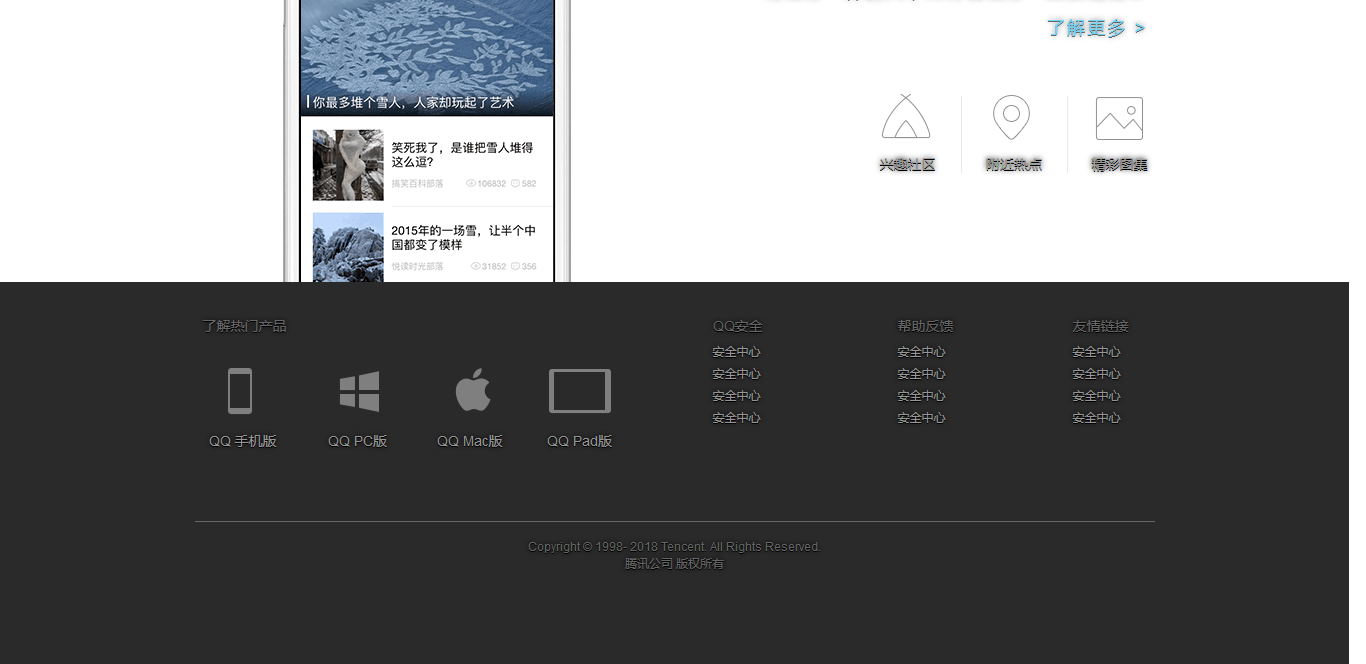 了解更多 >
你最多堆个雪人，人家却玩起了艺术
笑死我了，是谁把雪人堆得
这么逗?
搞笑百科部落 106832 582
2015年的一场雪，让半个中
国都变了模样
悦读时光部落 31852 356
兴趣社区 附近热点 精彩图集
了解热门产品
QQ 手机版 QQ PC版 QQ Mac版 QQ Pad版
QQ安全
安全中心
安全中心
安全中心
安全中心
帮助反馈
安全中心
安全中心
安全中心
安全中心
友情链接
安全中心
安全中心
安全中心
安全中心
Copyright © 1998- 2018 Tencent. All Rights Reserved.
腾讯公司 版权所有